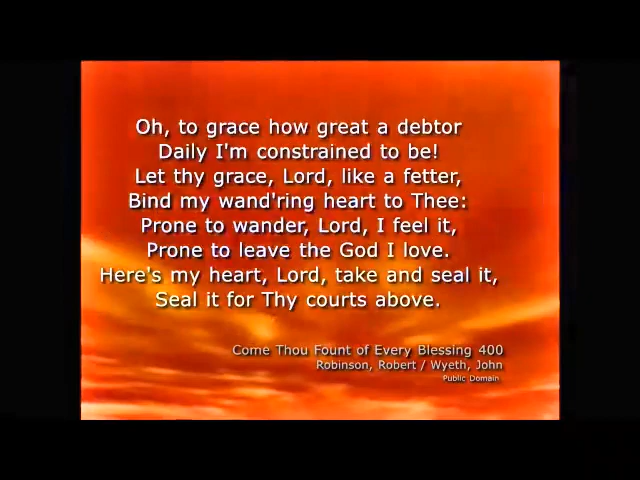 Oh, to grace how great a debtor
Daily I'm constrained to be!
Let thy grace, Lord, like a fetter,
Bind my wand'ring heart to Thee:
Prone to wander, Lord, I feel it,
Prone to leave the God I love.
Here's my heart, Lord, take and seal it,
Seal it for Thy courts above.
Come Thou Fount of Every Blessing 400
Robinson, Robert / Wyeth, John
Public Domain